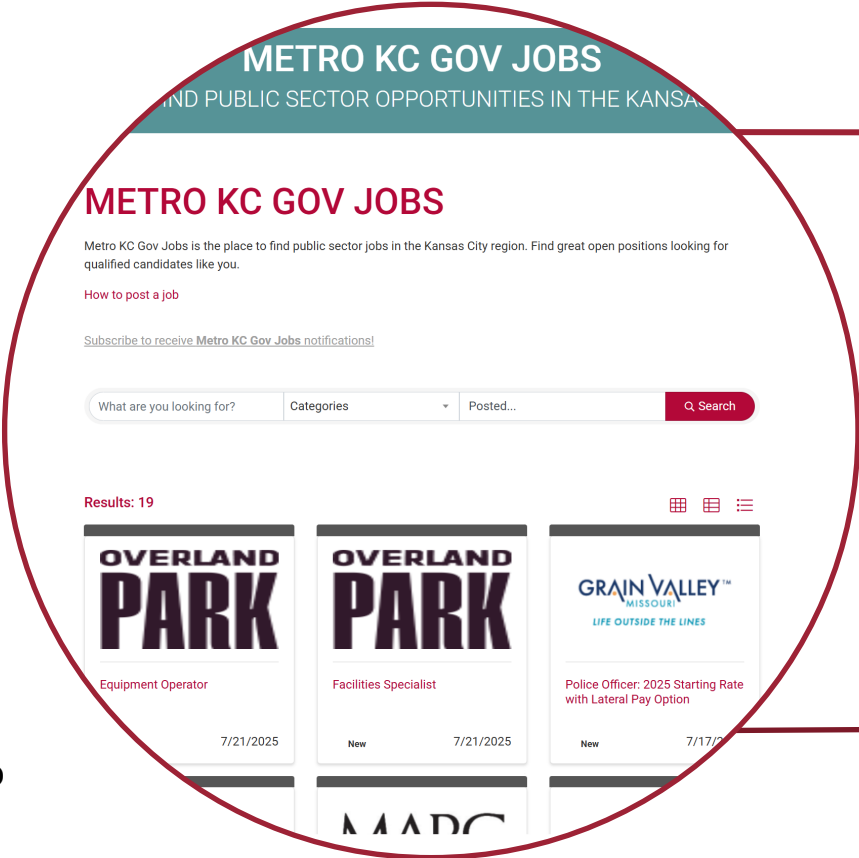 METRO KC GOV JOBS
PUBLIC SECTOR OPPORTUNITIES IN THE
METRO KC GOV JOBS
Metro KC Gov Jobs is the place to find public sector jobs in the Kansas City region. Find great open positions looking for
qualified candidates like you.
How to post a job
Subscribe to receive Metro KC Gov Jobs notifications!
What are you looking for? Categories Posted... Search
Results: 19
OVERLAND PARK
OVERLAND PARK
GRAIN VALLEY™
MISSOURI
LIFE OUTSIDE THE LINES
Equipment Operator
Facilities Specialist
Police Officer: 2025 Starting Rate
with Lateral Pay Option
7/21/2025
New 7/21/2025
New